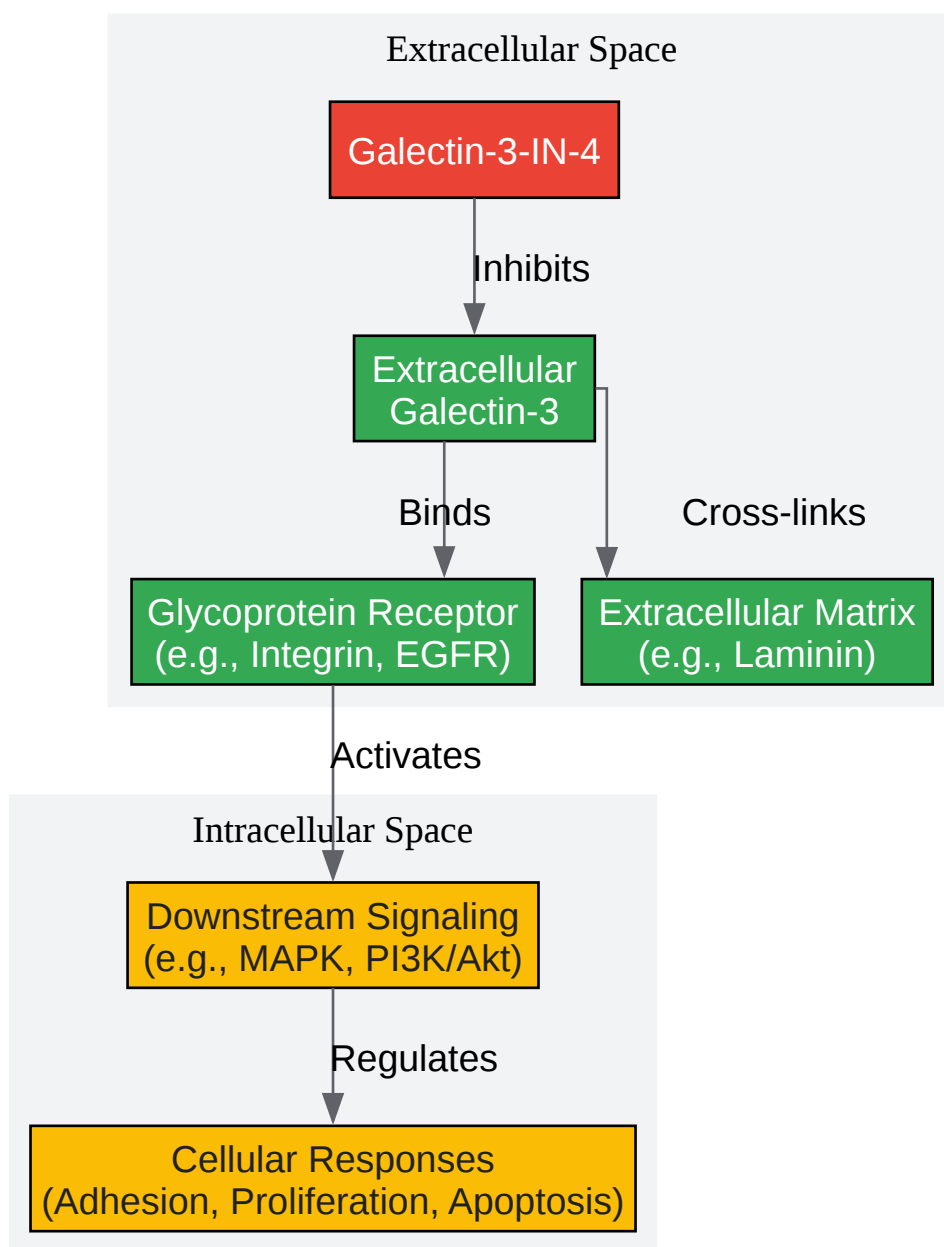 Extracellular Space
Galectin-3-IN-4
Inhibits
Extracellular
Galectin-3
Binds
Cross-links
Glycoprotein Receptor
(e.g., Integrin, EGFR)
Extracellular Matrix
(e.g., Laminin)
Activates
Intracellular Space
Downstream Signaling
(e.g., MAPK, PI3K/Akt)
Regulates
Cellular Responses
(Adhesion, Proliferation, Apoptosis)